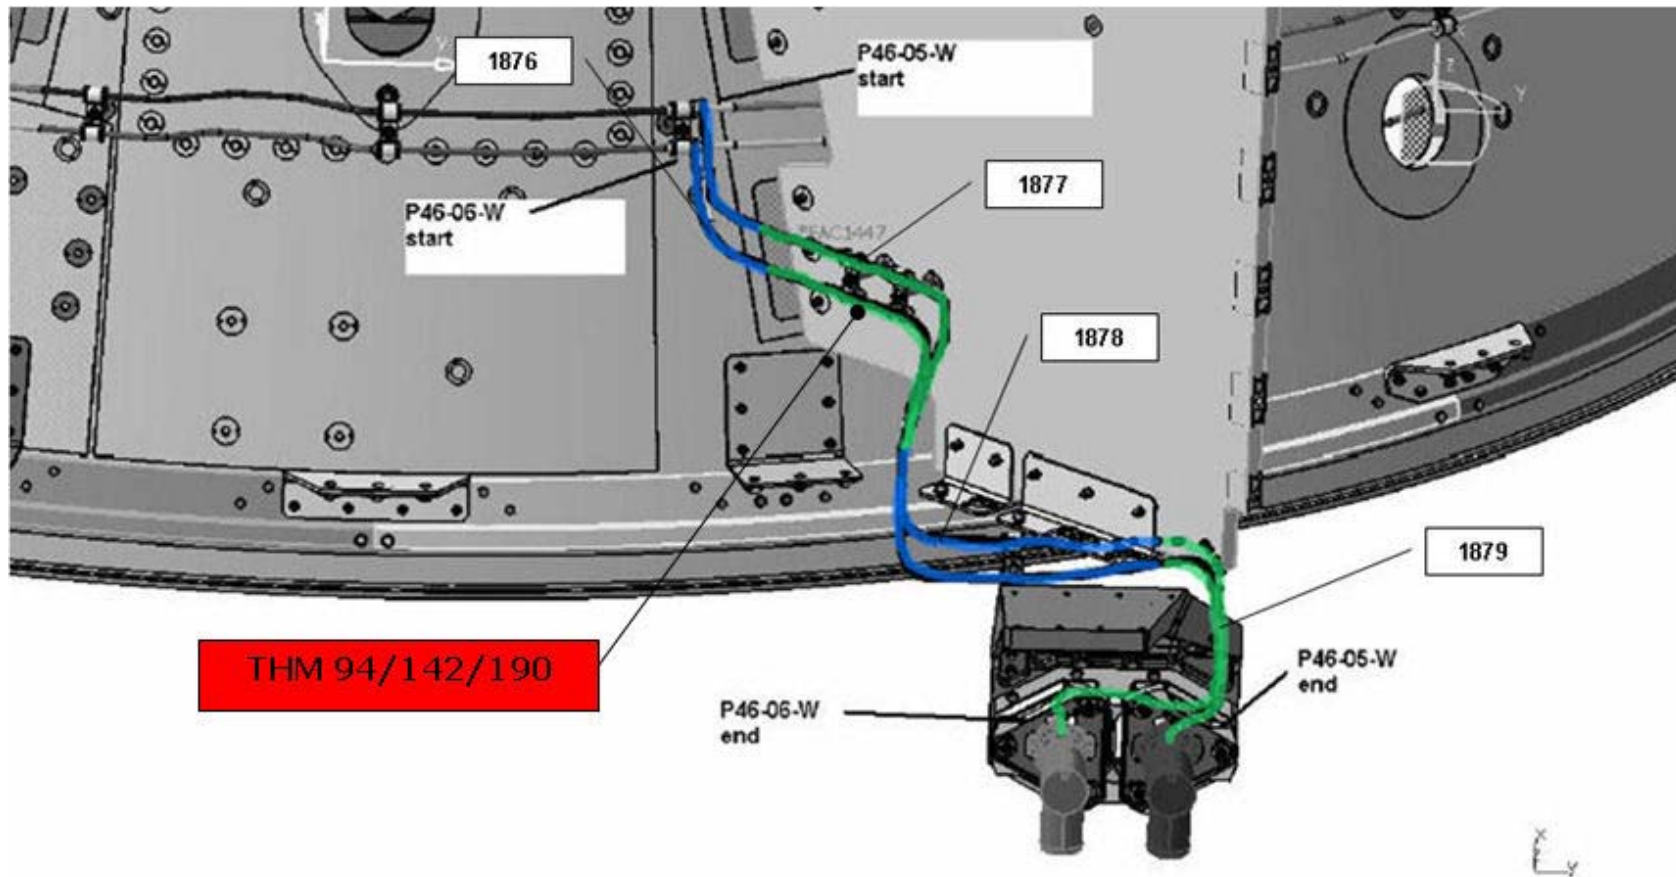 P46-05-W
start
1876
1877
P46-06-W
start
*FAC1447
1878
1879
THM 94/142/190
P46-05-W
end
P46-06-W
end
Y
Z
Y
X
Y